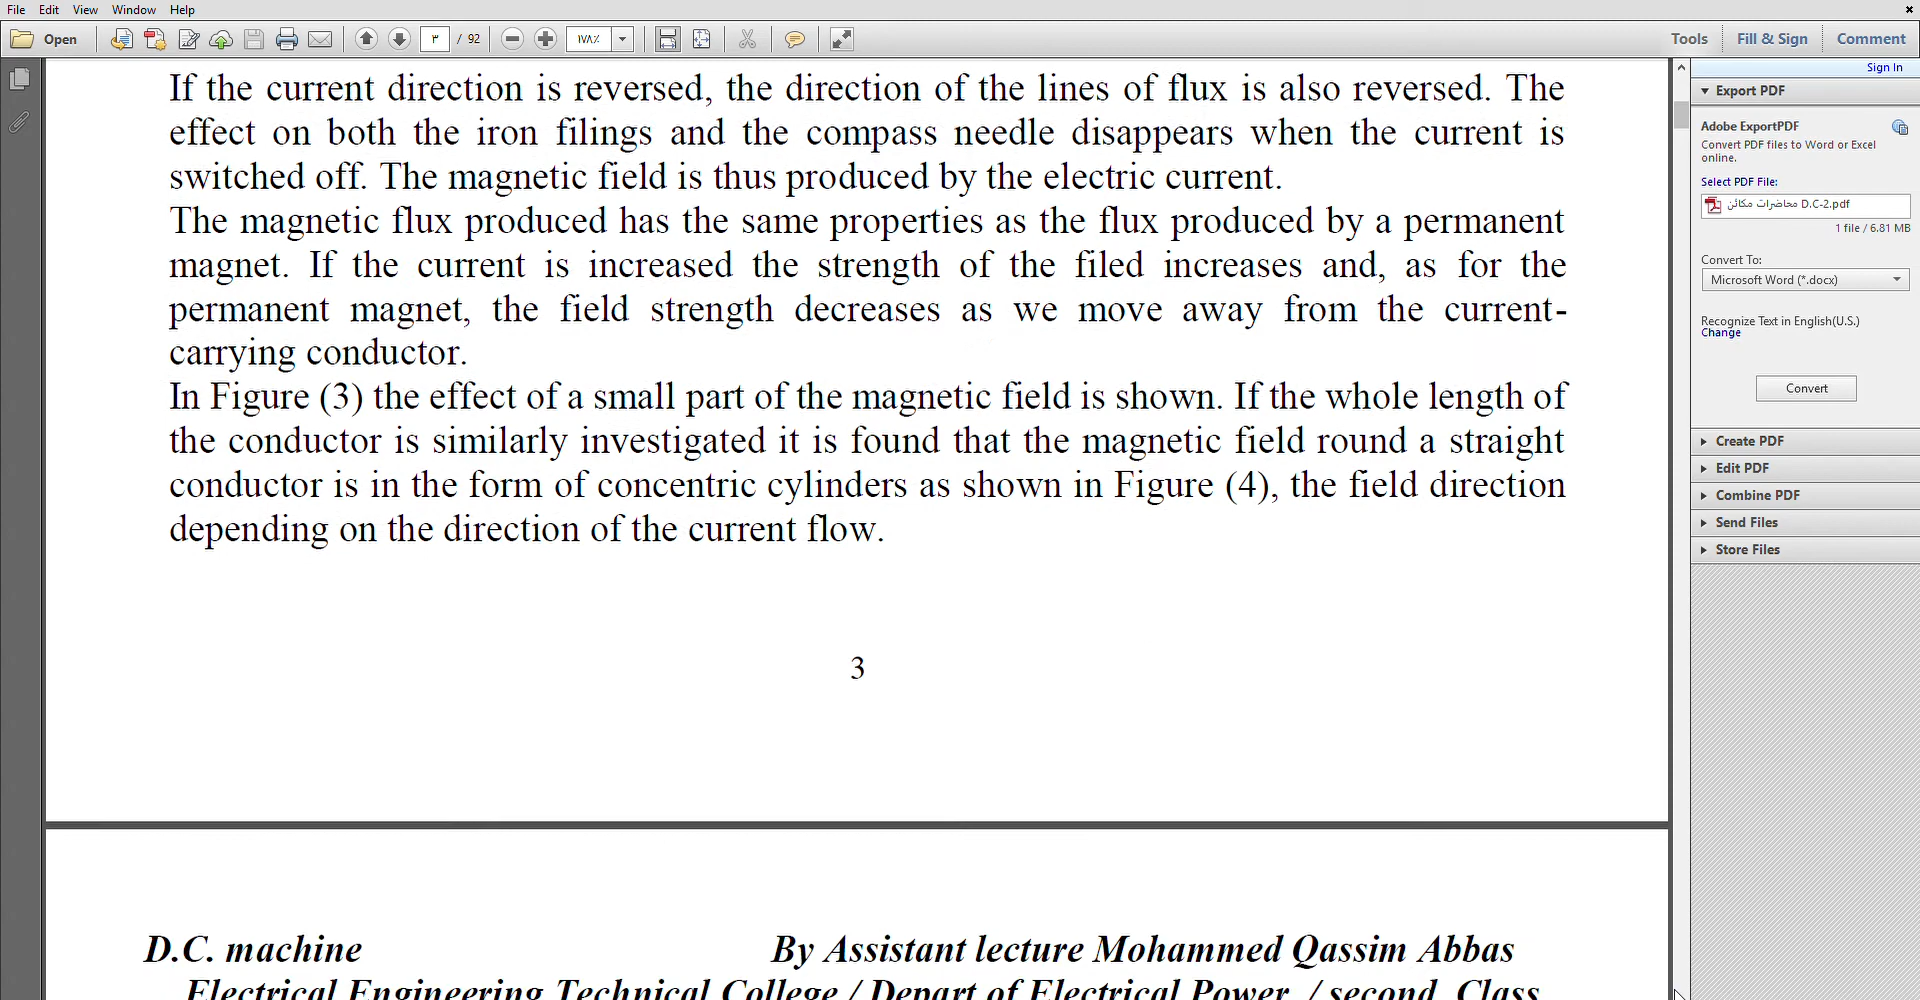 File Edit View Window Help
Open ٣ / 92 ١٧٨٪ Tools Fill & Sign Comment
Sign In
If the current direction is reversed, the direction of the lines of flux is also reversed. The
effect on both the iron filings and the compass needle disappears when the current is
switched off. The magnetic field is thus produced by the electric current.
The magnetic flux produced has the same properties as the flux produced by a permanent
magnet. If the current is increased the strength of the filed increases and, as for the
permanent magnet, the field strength decreases as we move away from the current-
carrying conductor.
In Figure (3) the effect of a small part of the magnetic field is shown. If the whole length of
the conductor is similarly investigated it is found that the magnetic field round a straight
conductor is in the form of concentric cylinders as shown in Figure (4), the field direction
depending on the direction of the current flow.
3
D.C. machine By Assistant lecture Mohammed Qassim Abbas
Electrical Engineering Technical College / Depart of Electrical Power / second Class
Export PDF
Adobe ExportPDF
Convert PDF files to Word or Excel
online.
Select PDF File:
محاضرات مكائن D.C-2.pdf
1 file / 6.81 MB
Convert To:
Microsoft Word (*.docx)
Recognize Text in English(U.S.)
Change
Convert
Create PDF
Edit PDF
Combine PDF
Send Files
Store Files